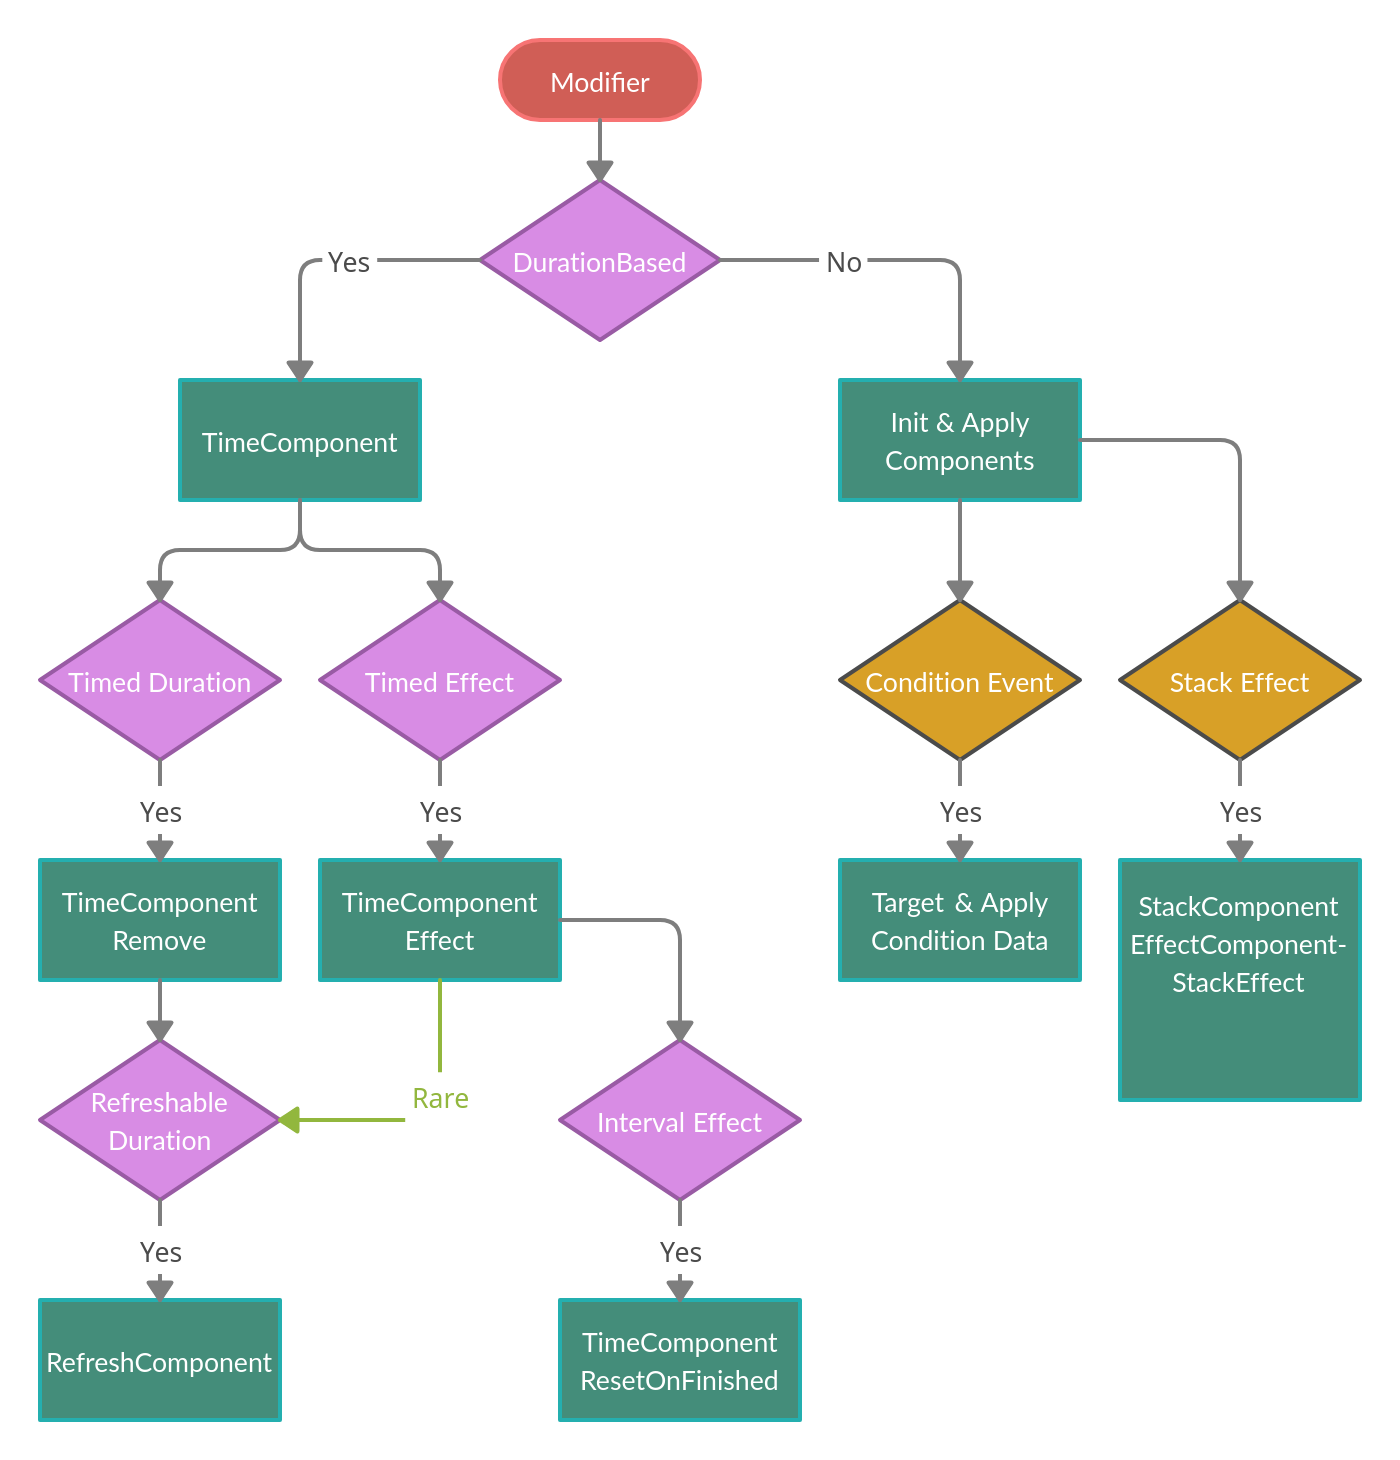 Modifier
DurationBased
Yes
No
TimeComponent
Init & Apply
Components
Timed Duration
Timed Effect
Condition Event
Stack Effect
Yes
Yes
Yes
Yes
TimeComponent
Remove
TimeComponent
Effect
Target & Apply
Condition Data
StackComponent
EffectComponent-
StackEffect
Rare
Refreshable
Duration
Interval Effect
Yes
Yes
RefreshComponent
TimeComponent
ResetOnFinished